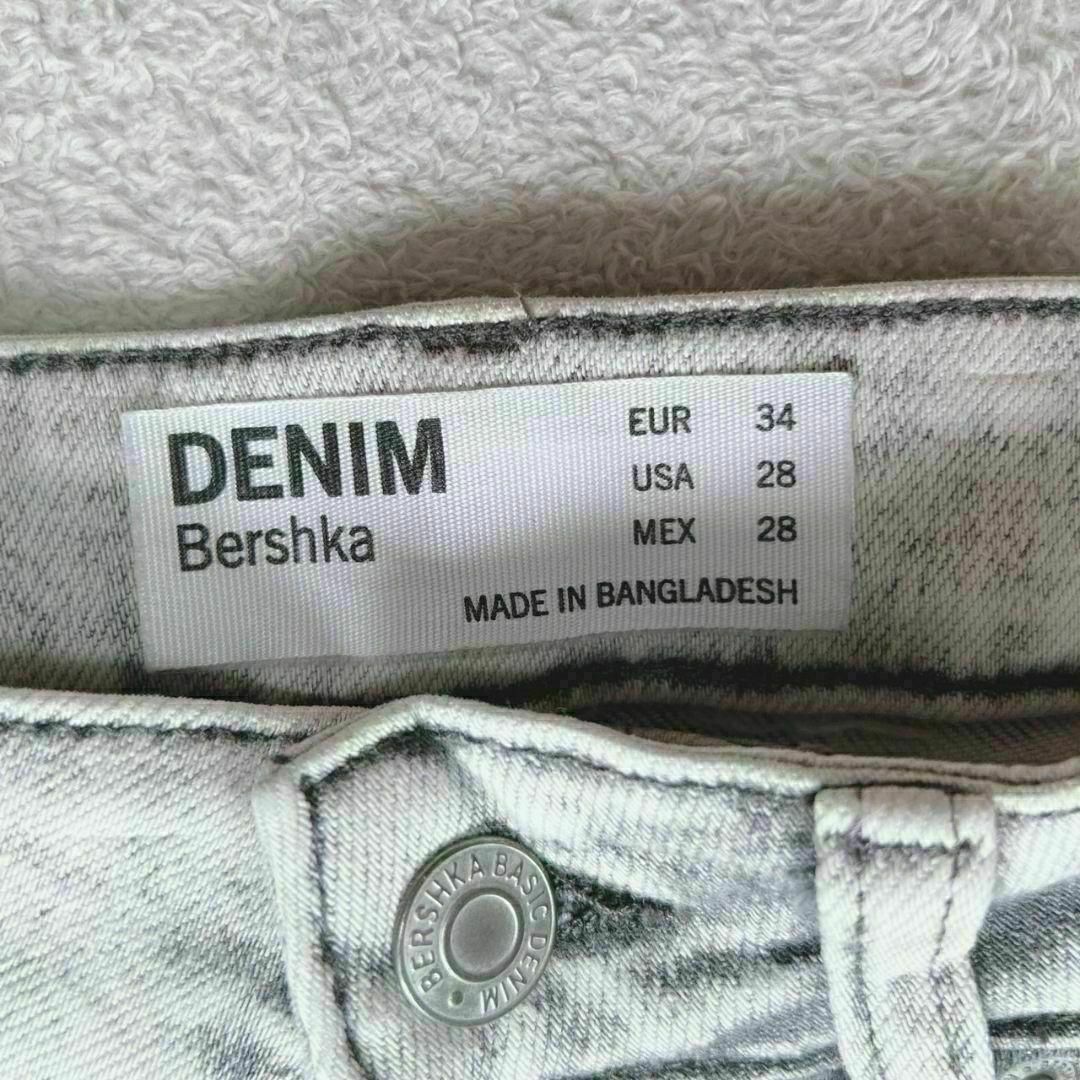 DENIM
Bershka
EUR 34
USA 28
MEX 28
MADE IN BANGLADESH
BERSHKA BASIC DENIM